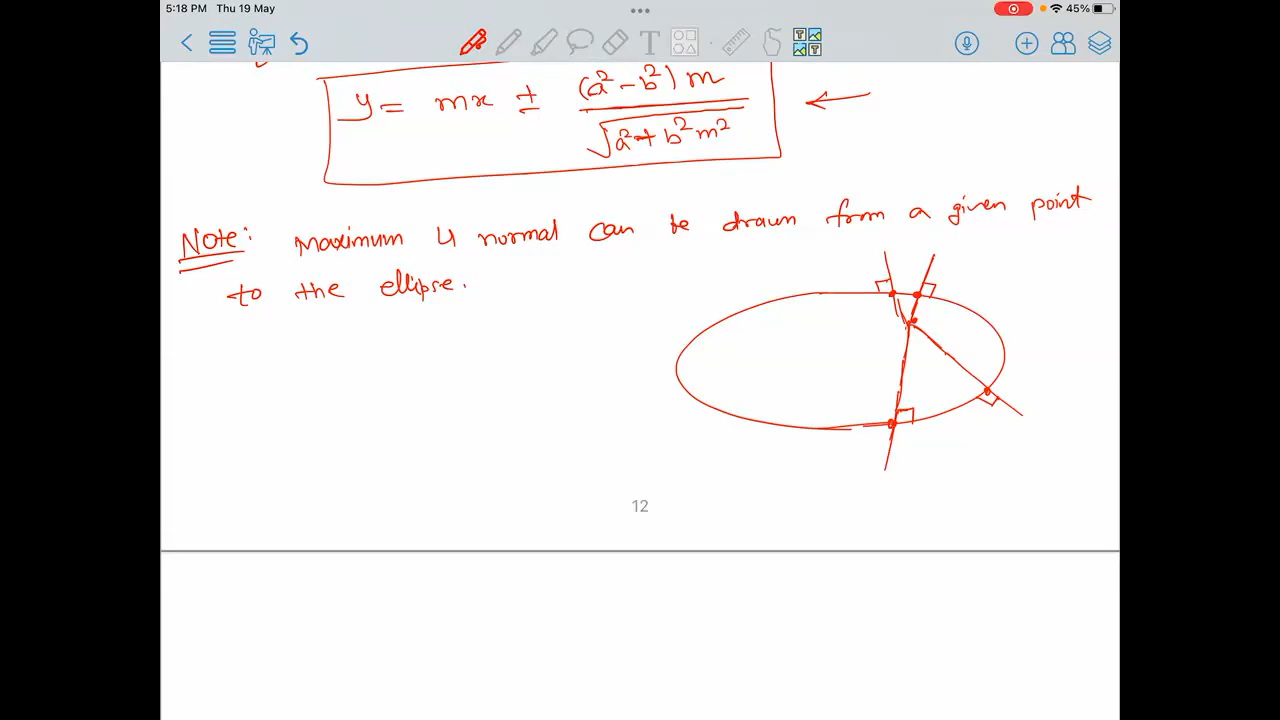 5:18 PM Thu 19 May
45%
y = mx ± (a² - b²) m / √a² + b² m²
Note: Maximum 4 normal can be drawn from a given point
to the ellipse.
12